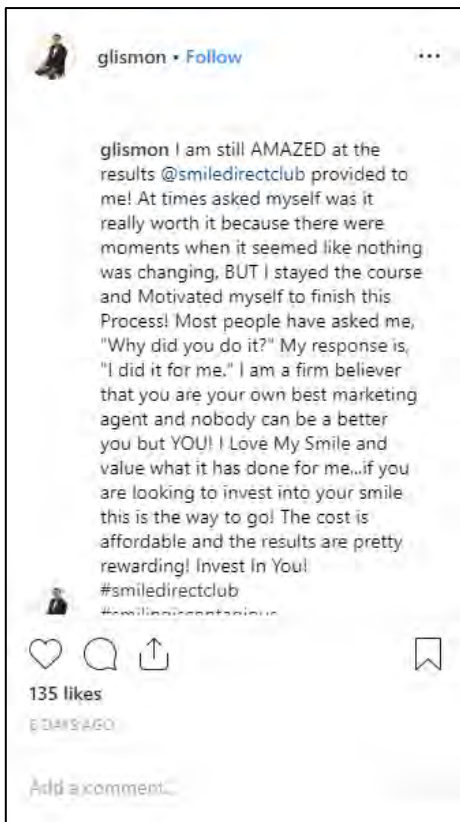 glismon • Follow
glismon I am still AMAZED at the
results @smiledirectclub provided to
me! At times asked myself was it
really worth it because there were
moments when it seemed like nothing
was changing, BUT I stayed the course
and Motivated myself to finish this
Process! Most people have asked me,
"Why did you do it?" My response is,
"I did it for me." I am a firm believer
that you are your own best marketing
agent and nobody can be a better
you but YOU! I Love My Smile and
value what it has done for me...if you
are looking to invest into your smile
this is the way to go! The cost is
affordable and the results are pretty
rewarding! Invest In You!
#smiledirectclub
#smilingiscontagious
135 likes
DAYS AGO
Add a comment...